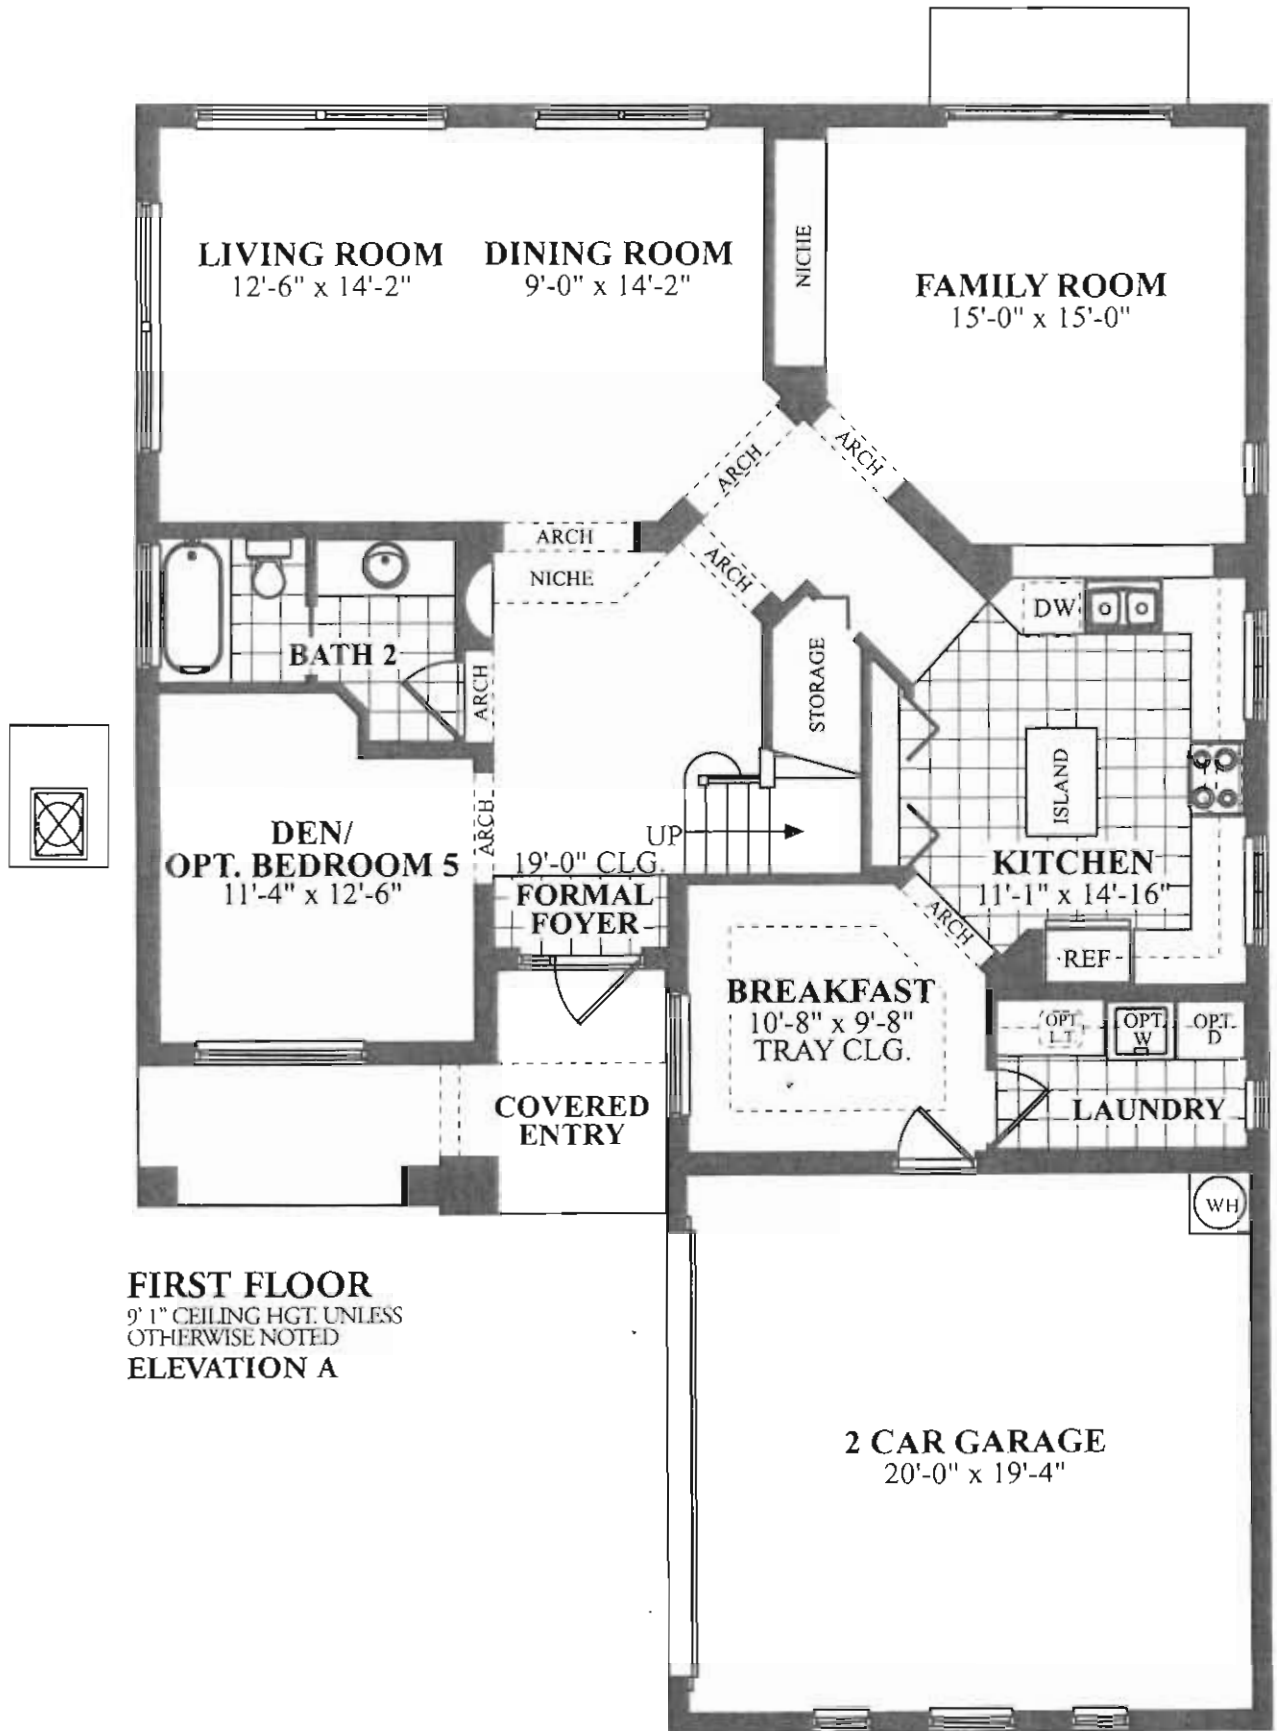 LIVING ROOM
12'-6" x 14'-2"
DINING ROOM
9'-0" x 14'-2"
NICHE
FAMILY ROOM
15'-0" x 15'-0"
ARCH
ARCH
ARCH
NICHE
ARCH
DW
BATH 2
ARCH
STORAGE
ISLAND
DEN/
OPT. BEDROOM 5
11'-4" x 12'-6"
ARCH
UP
19'-0" CLG.
FORMAL
FOYER
KITCHEN
11'-1" x 14'-16"
ARCH
REF
BREAKFAST
10'-8" x 9'-8"
TRAY CLG.
OPT.
L.T.
OPT.
W
OPT.
D
COVERED
ENTRY
LAUNDRY
WH
FIRST FLOOR
9' 1" CEILING HGT. UNLESS
OTHERWISE NOTED
ELEVATION A
2 CAR GARAGE
20'-0" x 19'-4"